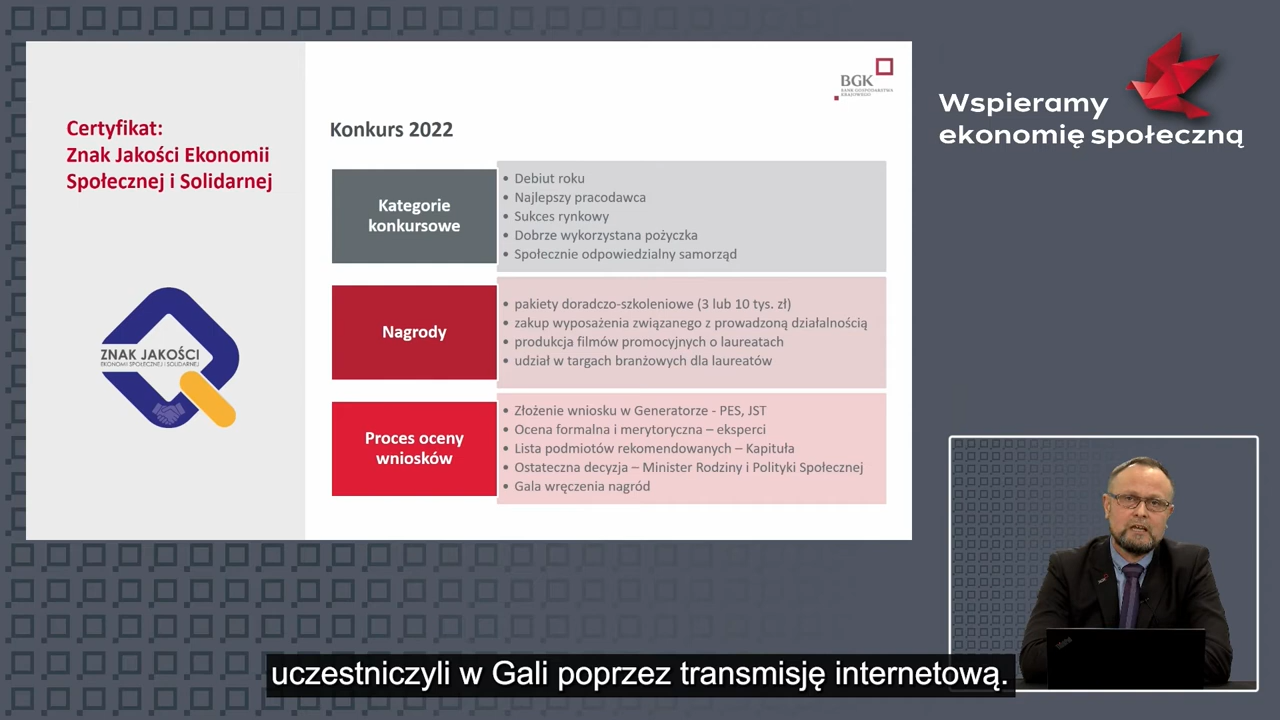 Certyfikat:
Znak Jakości Ekonomii
Społecznej i Solidarnej
ZNAK JAKOŚCI
EKONOMII SPOŁECZNEJ I SOLIDARNEJ
BGK
BANK GOSPODARSTWA
KRAJOWEGO
Konkurs 2022
Kategorie
konkursowe
• Debiut roku
• Najlepszy pracodawca
• Sukces rynkowy
• Dobrze wykorzystana pożyczka
• Społecznie odpowiedzialny samorząd
Nagrody
• pakiety doradczo-szkoleniowe (3 lub 10 tys. zł)
• zakup wyposażenia związanego z prowadzoną działalnością
• produkcja filmów promocyjnych o laureatach
• udział w targach branżowych dla laureatów
Proces oceny
wniosków
• Złożenie wniosku w Generatorze - PES, JST
• Ocena formalna i merytoryczna – eksperci
• Lista podmiotów rekomendowanych – Kapituła
• Ostateczna decyzja – Minister Rodziny i Polityki Społecznej
• Gala wręczenia nagród
Wspieramy
ekonomię społeczną
uczestniczyli w Gali poprzez transmisję internetową.